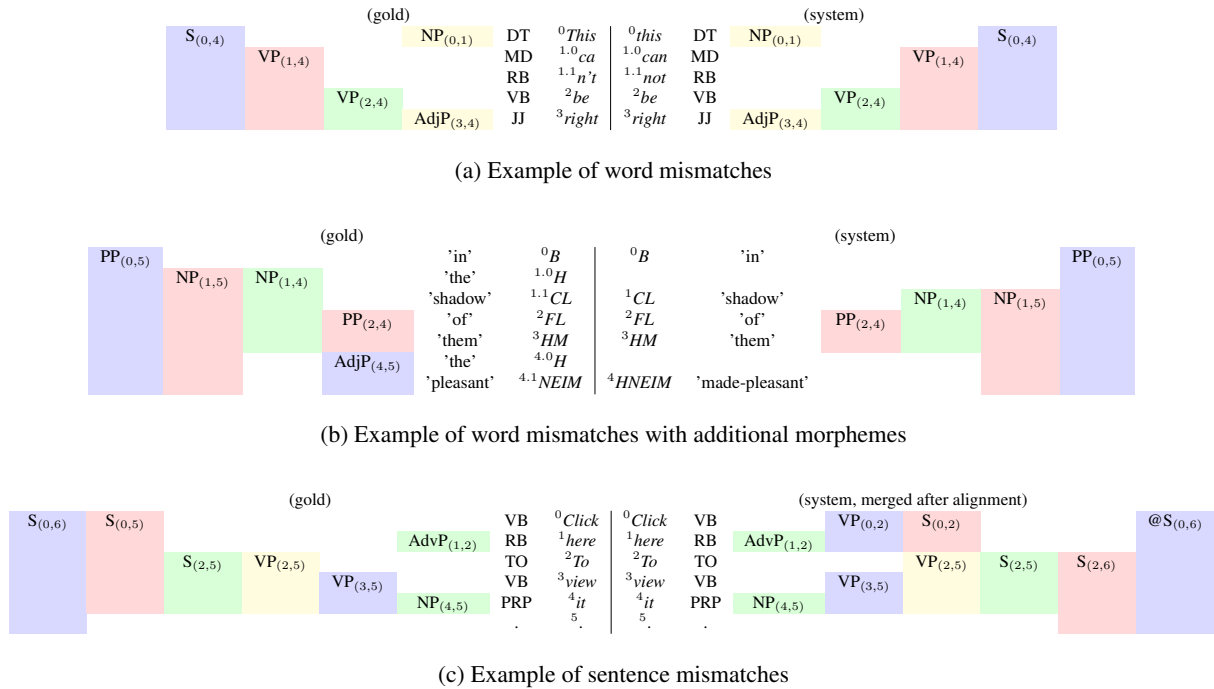 (gold) (system)
S(0,4) NP(0,1) DT 0This 0this DT NP(0,1) S(0,4)
VP(1,4) MD 1.0ca 1.0can MD VP(1,4)
RB 1.1n't 1.1not RB
VP(2,4) VB 2be 2be VB VP(2,4)
AdjP(3,4) JJ 3right 3right JJ AdjP(3,4)
(a) Example of word mismatches
(gold) (system)
PP(0,5) 'in' 0B 0B 'in' PP(0,5)
NP(1,5) NP(1,4) 'the' 1.0H
'shadow' 1.1CL 1CL 'shadow' NP(1,4) NP(1,5)
PP(2,4) 'of' 2FL 2FL 'of' PP(2,4)
'them' 3HM 3HM 'them'
AdjP(4,5) 'the' 4.0H
'pleasant' 4.1NEIM 4HNEIM 'made-pleasant'
(b) Example of word mismatches with additional morphemes
(gold) (system, merged after alignment)
S(0,6) S(0,5) VB 0Click 0Click VB VP(0,2) S(0,2) @S(0,6)
AdvP(1,2) RB 1here 1here RB AdvP(1,2)
S(2,5) VP(2,5) TO 2To 2To TO VP(2,5) S(2,5) S(2,6)
VP(3,5) VB 3view 3view VB VP(3,5)
NP(4,5) PRP 4it 4it PRP NP(4,5)
. 5. 5. .
(c) Example of sentence mismatches